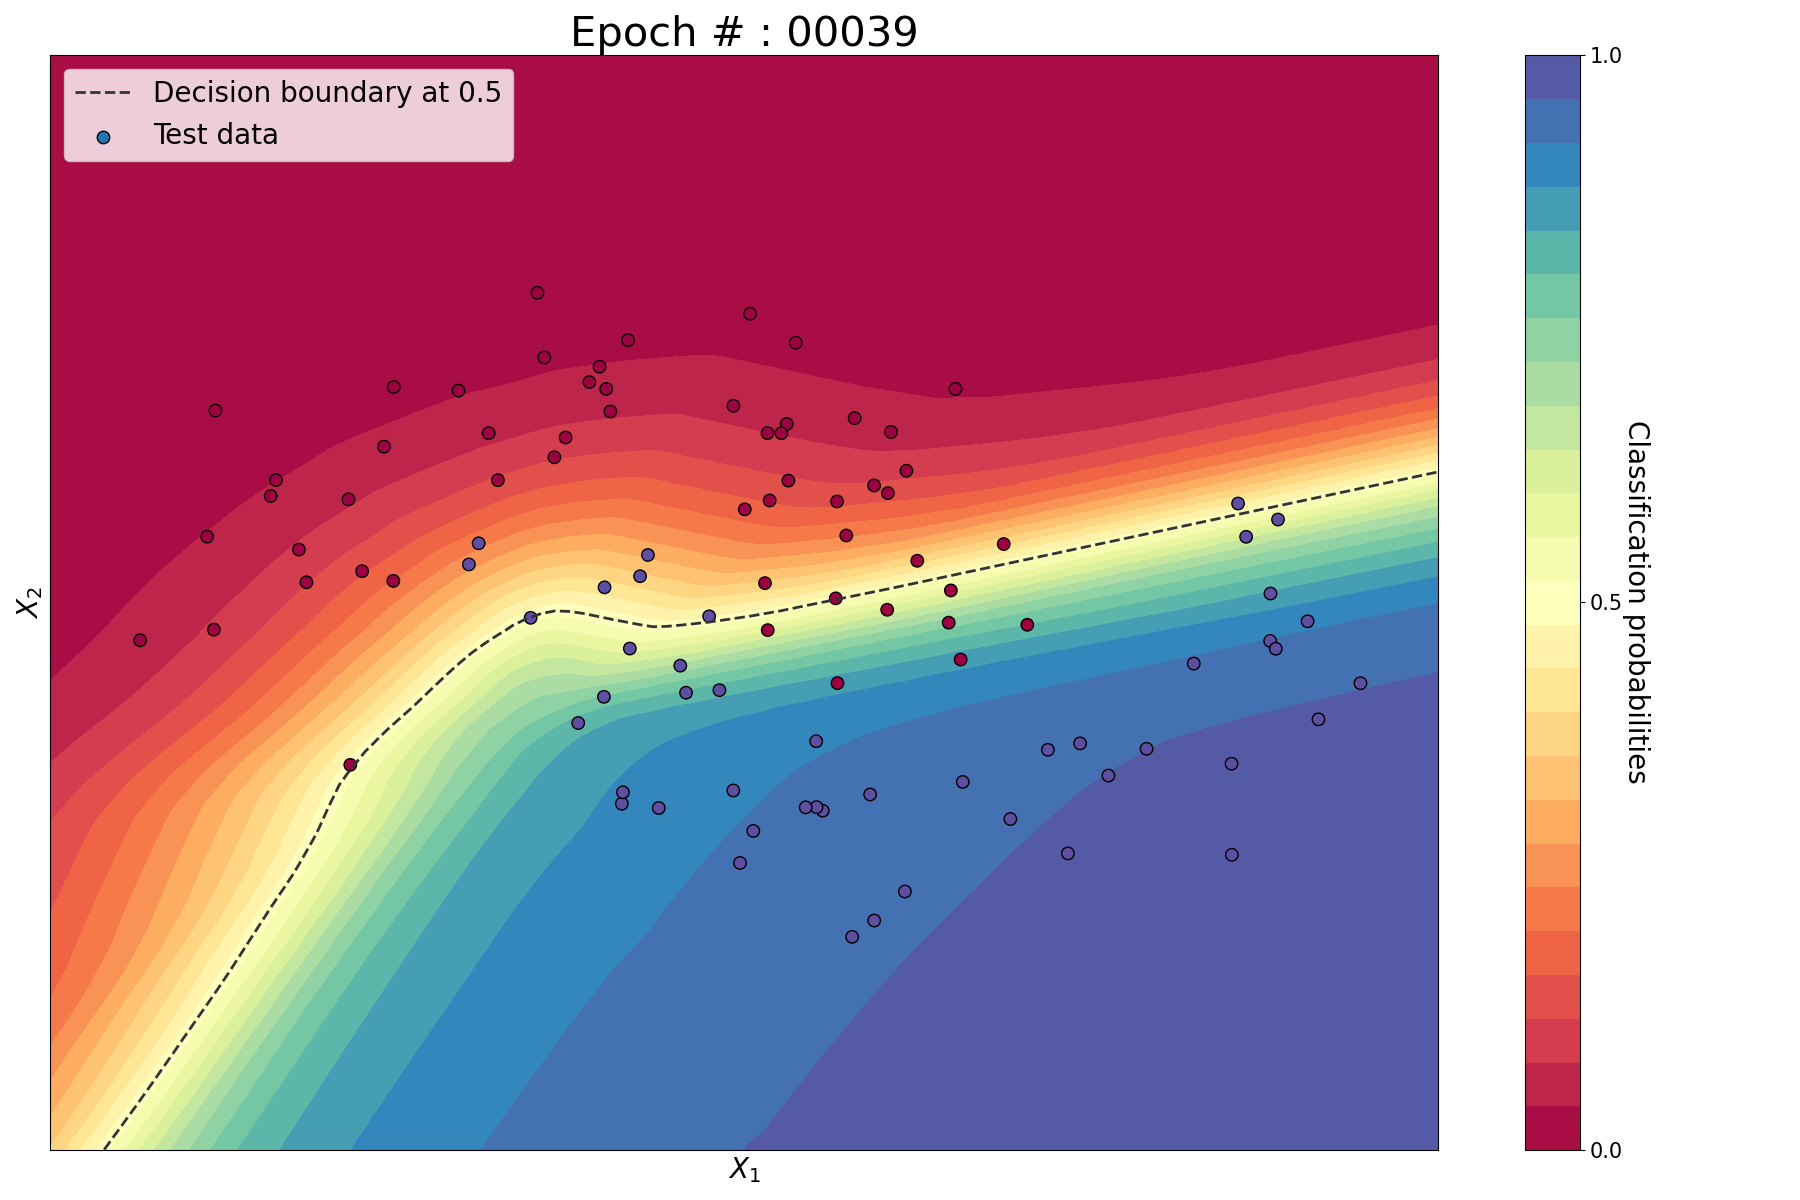 Epoch # : 00039
Decision boundary at 0.5
Test data
X₂
X₁
1.0
0.5
0.0
Classification probabilities